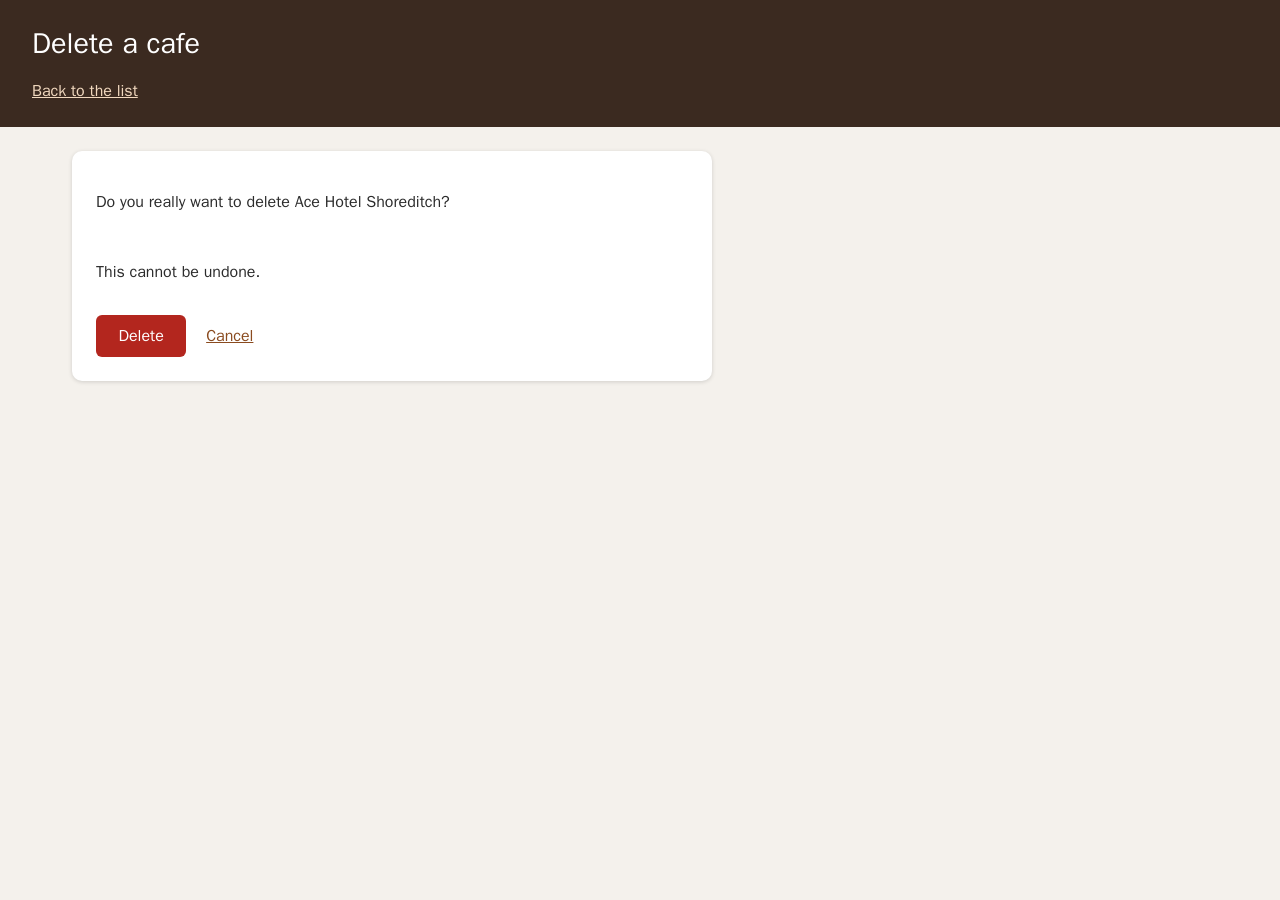 Delete a cafe
Back to the list
Do you really want to delete Ace Hotel Shoreditch?
This cannot be undone.
Delete
Cancel